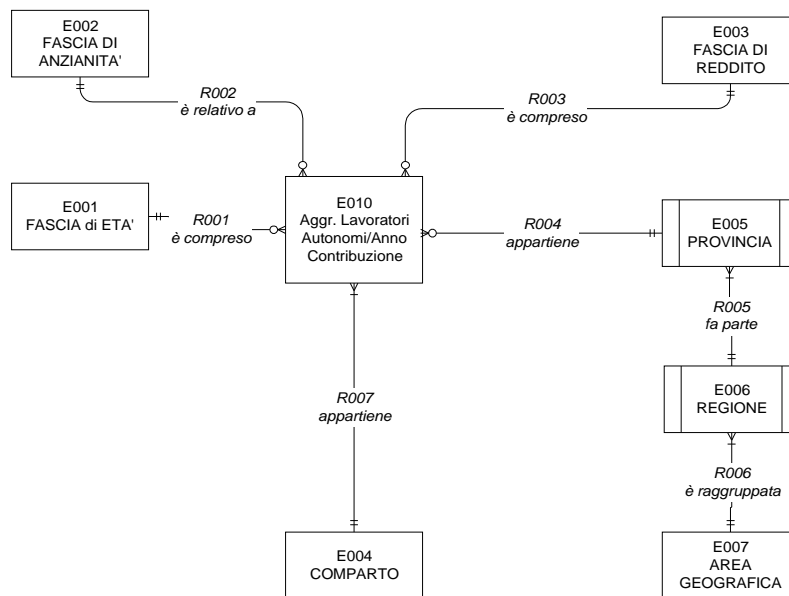 E002
FASCIA DI
ANZIANITA'
E003
FASCIA DI
REDDITO
R002
è relativo a
R003
è compreso
E001
FASCIA di ETA'
R001
è compreso
E010
Aggr. Lavoratori
Autonomi/Anno
Contribuzione
R004
appartiene
E005
PROVINCIA
R005
fa parte
E006
REGIONE
R007
appartiene
R006
è raggruppata
E004
COMPARTO
E007
AREA
GEOGRAFICA